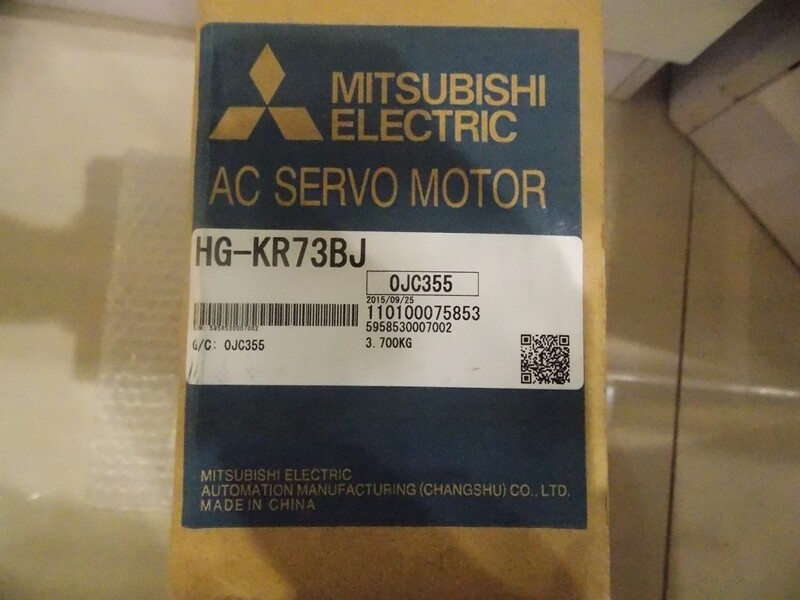 MITSUBISHI
ELECTRIC
AC SERVO MOTOR
HG-KR73BJ
0JC355
2015/09/25
110100075853
S/N: 5958530007002
5958530007002
G/C: 0JC355
3.700KG
MITSUBISHI ELECTRIC
AUTOMATION MANUFACTURING (CHANGSHU) CO., LTD.
MADE IN CHINA